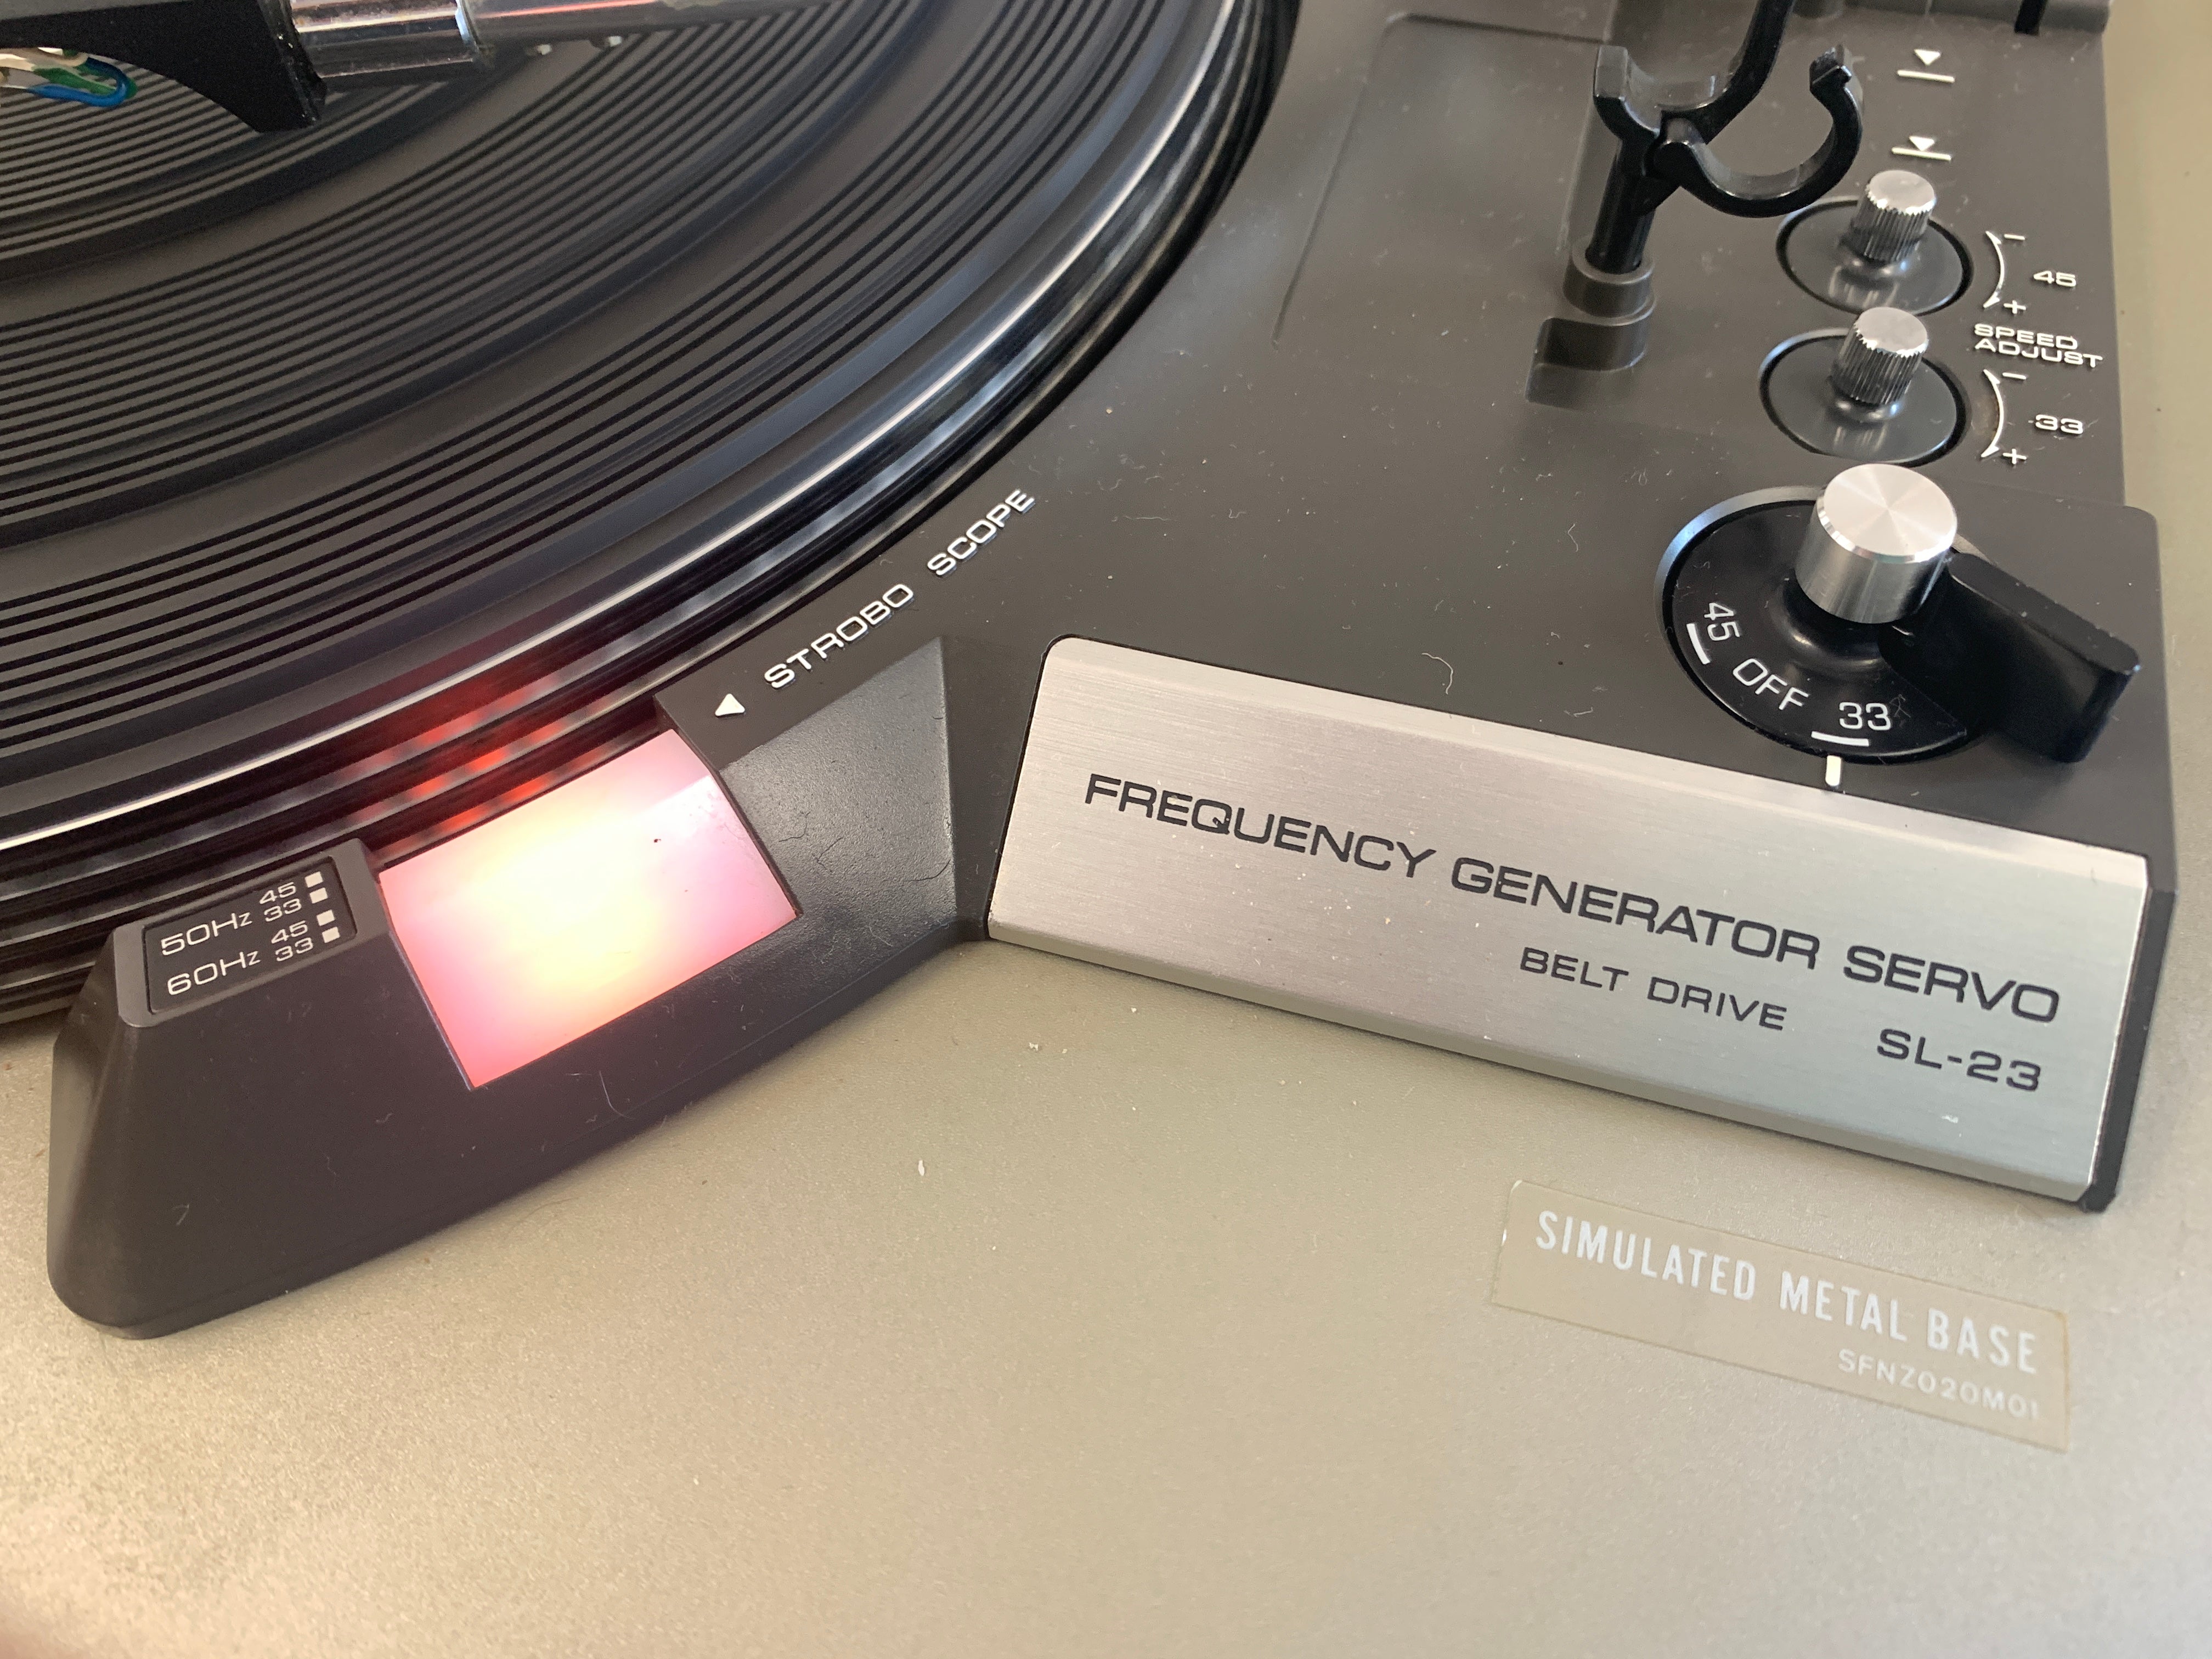 − 45
+
SPEED
ADJUST
−
33
+
STROBO SCOPE
45 OFF 33
50Hz 45
33
60Hz 45
33
FREQUENCY GENERATOR SERVO
BELT DRIVE SL-23
SIMULATED METAL BASE
SFNZ020M01